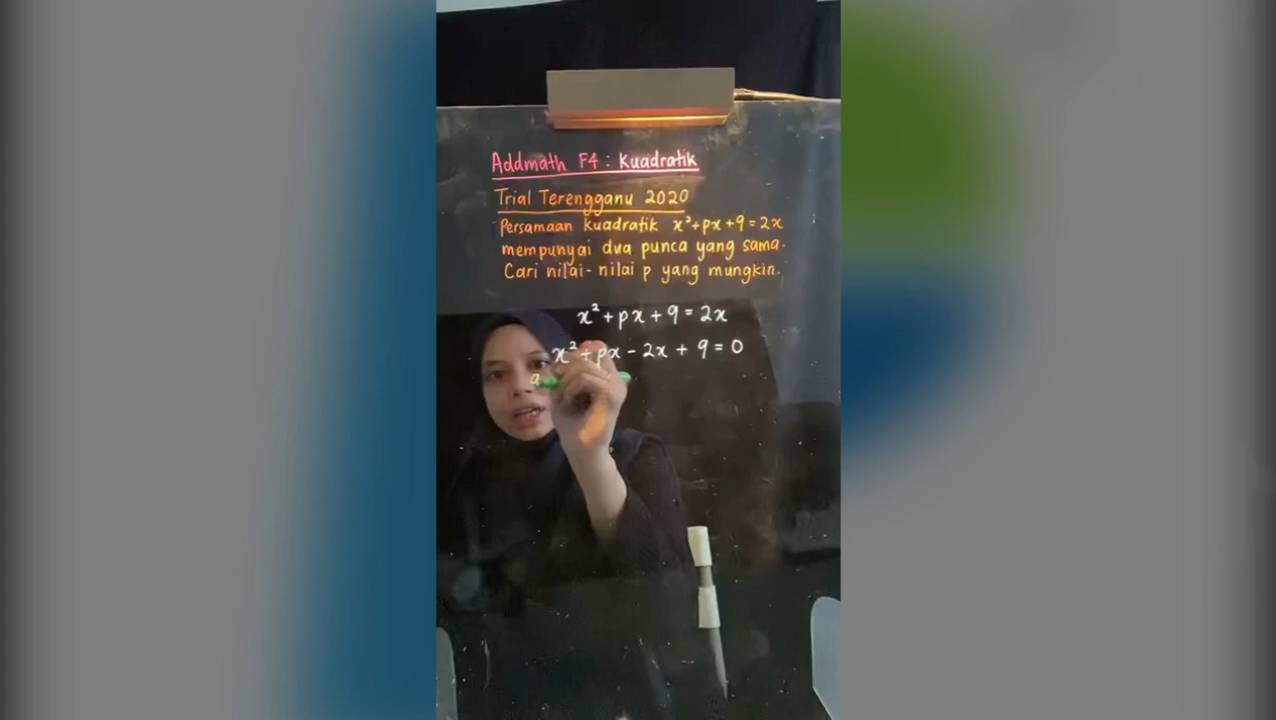 Addmath F4 : Kuadratik
Trial Terengganu 2020
Persamaan kuadratik x²+px+9=2x
mempunyai dua punca yang sama.
Cari nilai-nilai p yang mungkin.
x²+px+9=2x
x²+px-2x+9=0
a